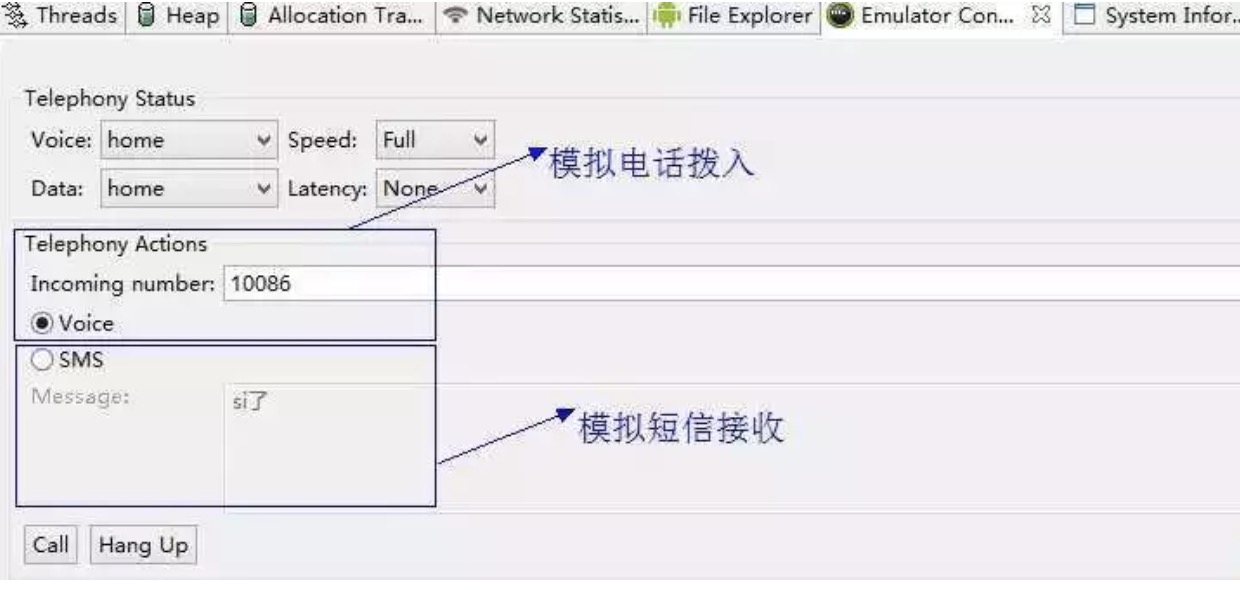 Threads Heap Allocation Tra... Network Statis... File Explorer Emulator Con... System Infor..
Telephony Status
Voice: home Speed: Full
模拟电话拨入
Data: home Latency: None
Telephony Actions
Incoming number: 10086
Voice
SMS
Message: si了
模拟短信接收
Call Hang Up